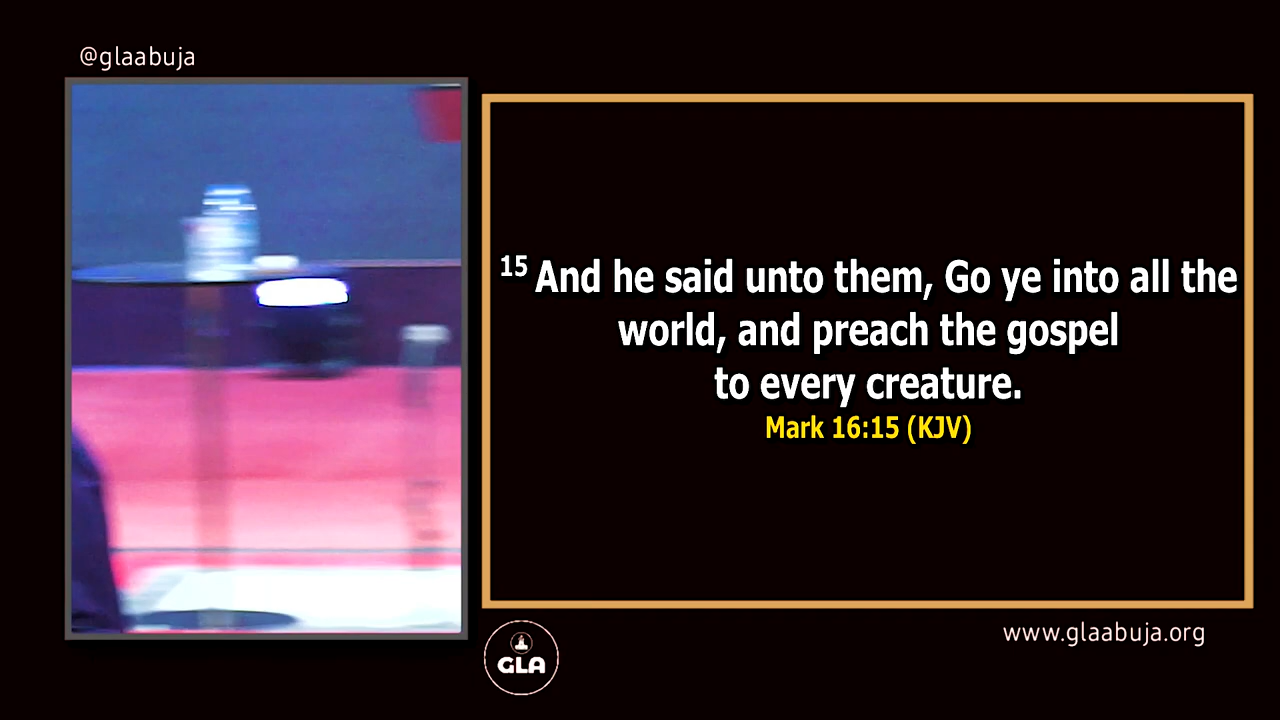 @glaabuja
15 And he said unto them, Go ye into all the
world, and preach the gospel
to every creature.
Mark 16:15 (KJV)
www.glaabuja.org
GLA